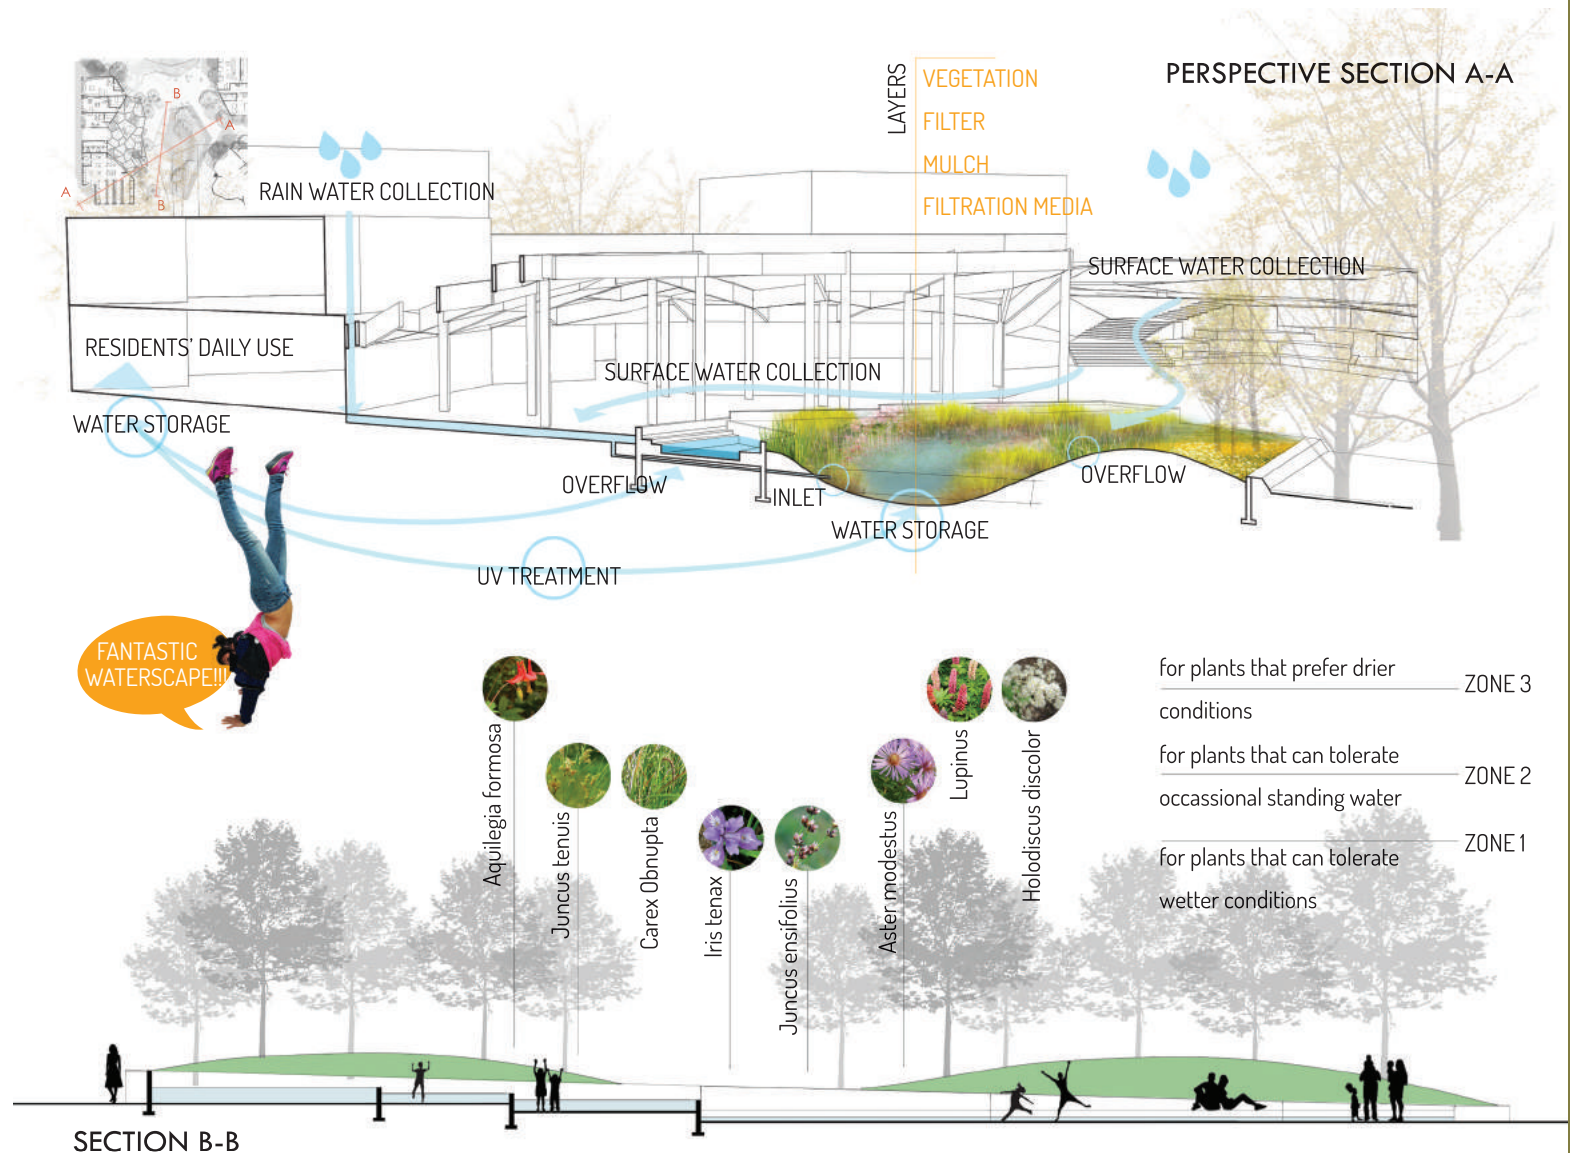 PERSPECTIVE SECTION A-A
LAYERS
VEGETATION
FILTER
MULCH
FILTRATION MEDIA
B
A
A
B
RAIN WATER COLLECTION
SURFACE WATER COLLECTION
RESIDENTS' DAILY USE
SURFACE WATER COLLECTION
WATER STORAGE
OVERFLOW
INLET
OVERFLOW
WATER STORAGE
UV TREATMENT
FANTASTIC
WATERSCAPE!!!
Aquilegia formosa
Juncus tenuis
Carex Obnupta
Iris tenax
Juncus ensifolius
Aster modestus
Lupinus
Holodiscus discolor
for plants that prefer drier
conditions
ZONE 3
for plants that can tolerate
occassional standing water
ZONE 2
ZONE 1
for plants that can tolerate
wetter conditions
SECTION B-B